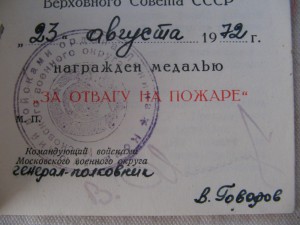 Верховного Совета СССР
„23“ августа 1972 г.
награжден медалью
„ЗА ОТВАГУ НА ПОЖАРЕ“
М. П.
Командующий войсками
Московского военного округа
генерал-полковник
В. Говоров